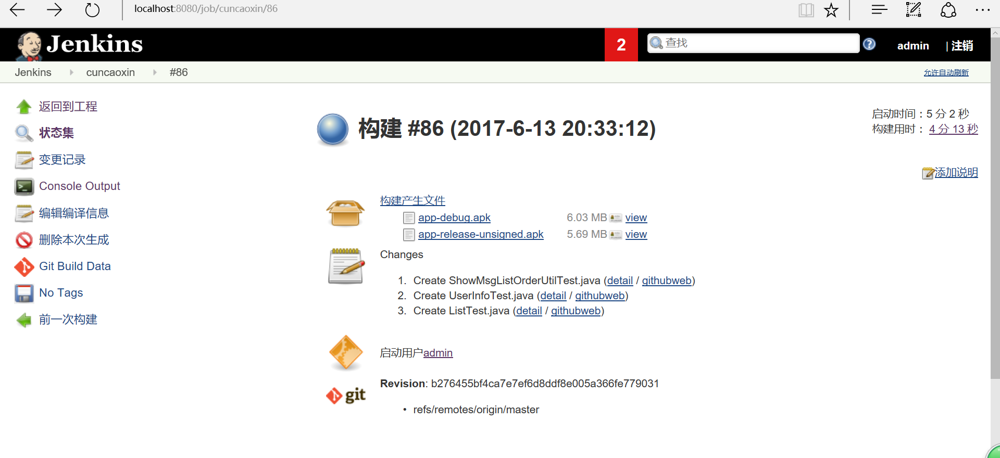 localhost:8080/job/cuncaoxin/86
Jenkins 2 查找 ? admin | 注销
Jenkins cuncaoxin #86 允许自动刷新
返回到工程
状态集
变更记录
Console Output
编辑编译信息
删除本次生成
Git Build Data
No Tags
前一次构建
构建 #86 (2017-6-13 20:33:12)
启动时间：5 分 2 秒
构建用时： 4 分 13 秒
添加说明
构建产生文件
app-debug.apk 6.03 MB view
app-release-unsigned.apk 5.69 MB view
Changes
1. Create ShowMsgListOrderUtilTest.java (detail / githubweb)
2. Create UserInfoTest.java (detail / githubweb)
3. Create ListTest.java (detail / githubweb)
启动用户admin
git
Revision: b276455bf4ca7e7ef6d8ddf8e005a366fe779031
• refs/remotes/origin/master